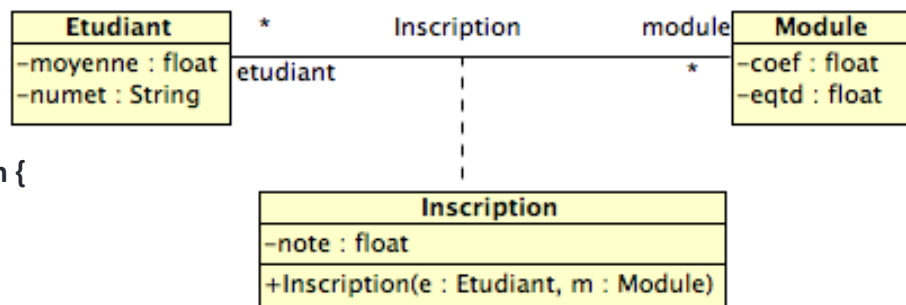 Etudiant
-moyenne : float
-numet : String
*
etudiant
Inscription
module
*
Module
-coef : float
-eqtd : float
n {
Inscription
-note : float
+Inscription(e : Etudiant, m : Module)